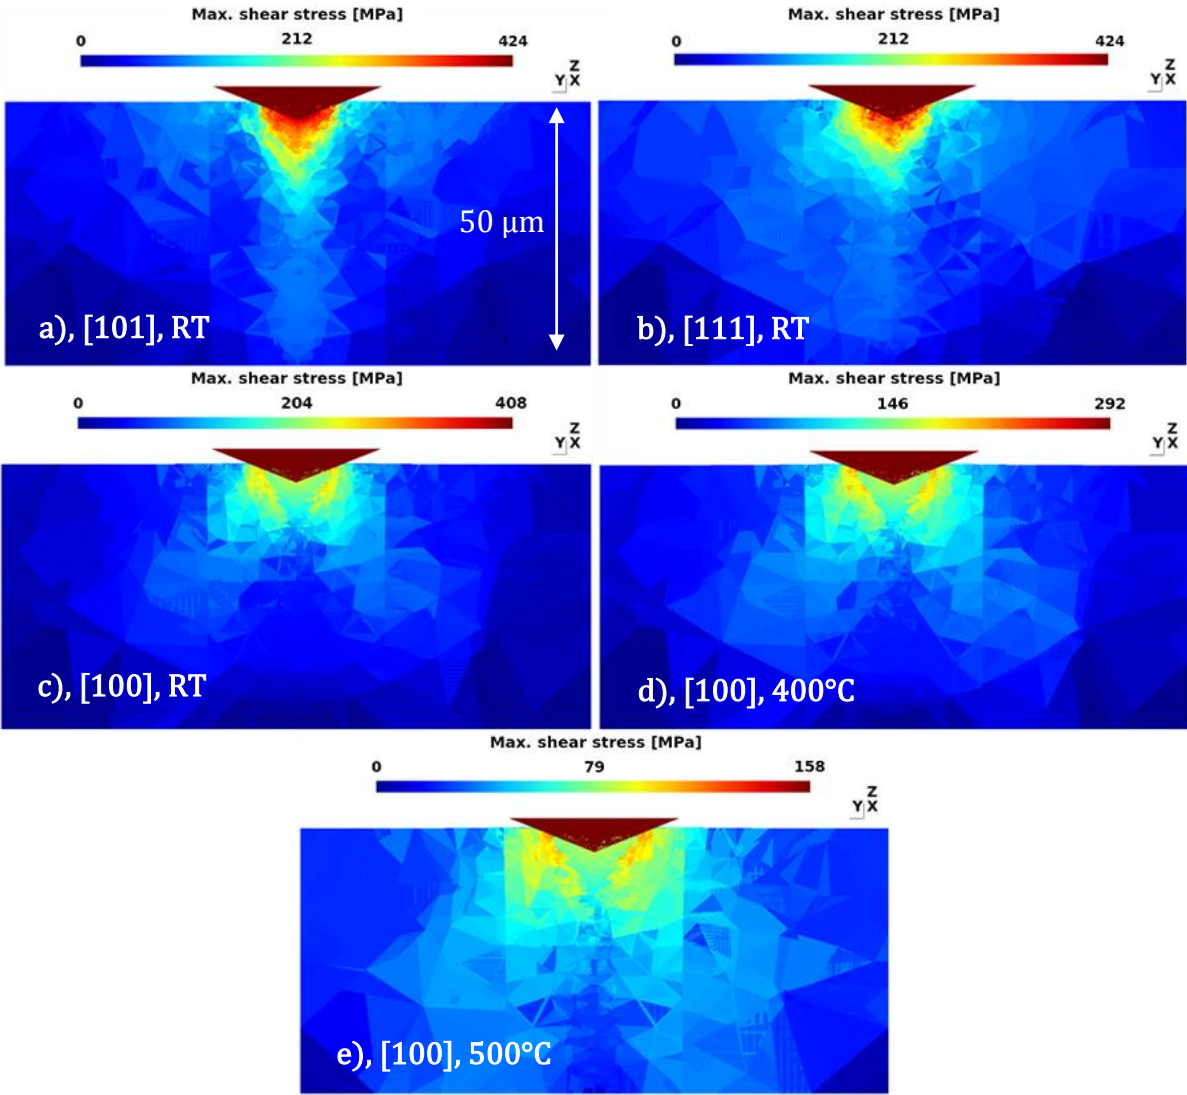 Max. shear stress [MPa]
0 212 424
Z
Y X
50 μm
a), [101], RT
Max. shear stress [MPa]
0 212 424
Z
Y X
b), [111], RT
Max. shear stress [MPa]
0 204 408
Z
Y X
c), [100], RT
Max. shear stress [MPa]
0 146 292
Z
Y X
d), [100], 400°C
Max. shear stress [MPa]
0 79 158
Z
Y X
e), [100], 500°C